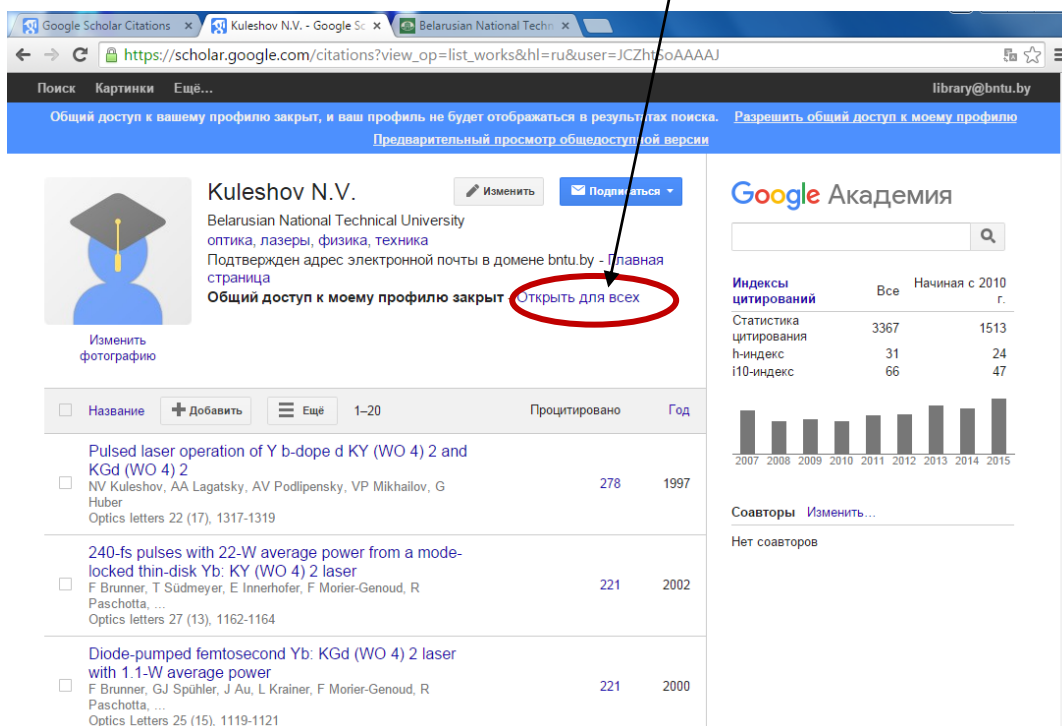 Google Scholar Citations
Kuleshov N.V. - Google Sc
Belarusian National Techn
https://scholar.google.com/citations?view_op=list_works&hl=ru&user=JCZhtSoAAAAJ
Поиск Картинки Ещё... library@bntu.by
Общий доступ к вашему профилю закрыт, и ваш профиль не будет отображаться в результатах поиска. Разрешить общий доступ к моему профилю
Предварительный просмотр общедоступной версии
Kuleshov N.V.
Изменить
Подписаться
Belarusian National Technical University
оптика, лазеры, физика, техника
Подтвержден адрес электронной почты в домене bntu.by - Главная
страница
Общий доступ к моему профилю закрыт - Открыть для всех
Изменить
фотографию
Google Академия
Индексы цитирований Все Начиная с 2010 г.
Статистика цитирования 3367 1513
h-индекс 31 24
i10-индекс 66 47
2007 2008 2009 2010 2011 2012 2013 2014 2015
Соавторы Изменить...
Нет соавторов
Название Добавить Ещё 1–20 Процитировано Год
Pulsed laser operation of Y b-dope d KY (WO 4) 2 and
KGd (WO 4) 2
NV Kuleshov, AA Lagatsky, AV Podlipensky, VP Mikhailov, G
Huber
Optics letters 22 (17), 1317-1319
278 1997
240-fs pulses with 22-W average power from a mode-
locked thin-disk Yb: KY (WO 4) 2 laser
F Brunner, T Südmeyer, E Innerhofer, F Morier-Genoud, R
Paschotta, ...
Optics letters 27 (13), 1162-1164
221 2002
Diode-pumped femtosecond Yb: KGd (WO 4) 2 laser
with 1.1-W average power
F Brunner, GJ Spühler, J Au, L Krainer, F Morier-Genoud, R
Paschotta, ...
Optics Letters 25 (15), 1119-1121
221 2000